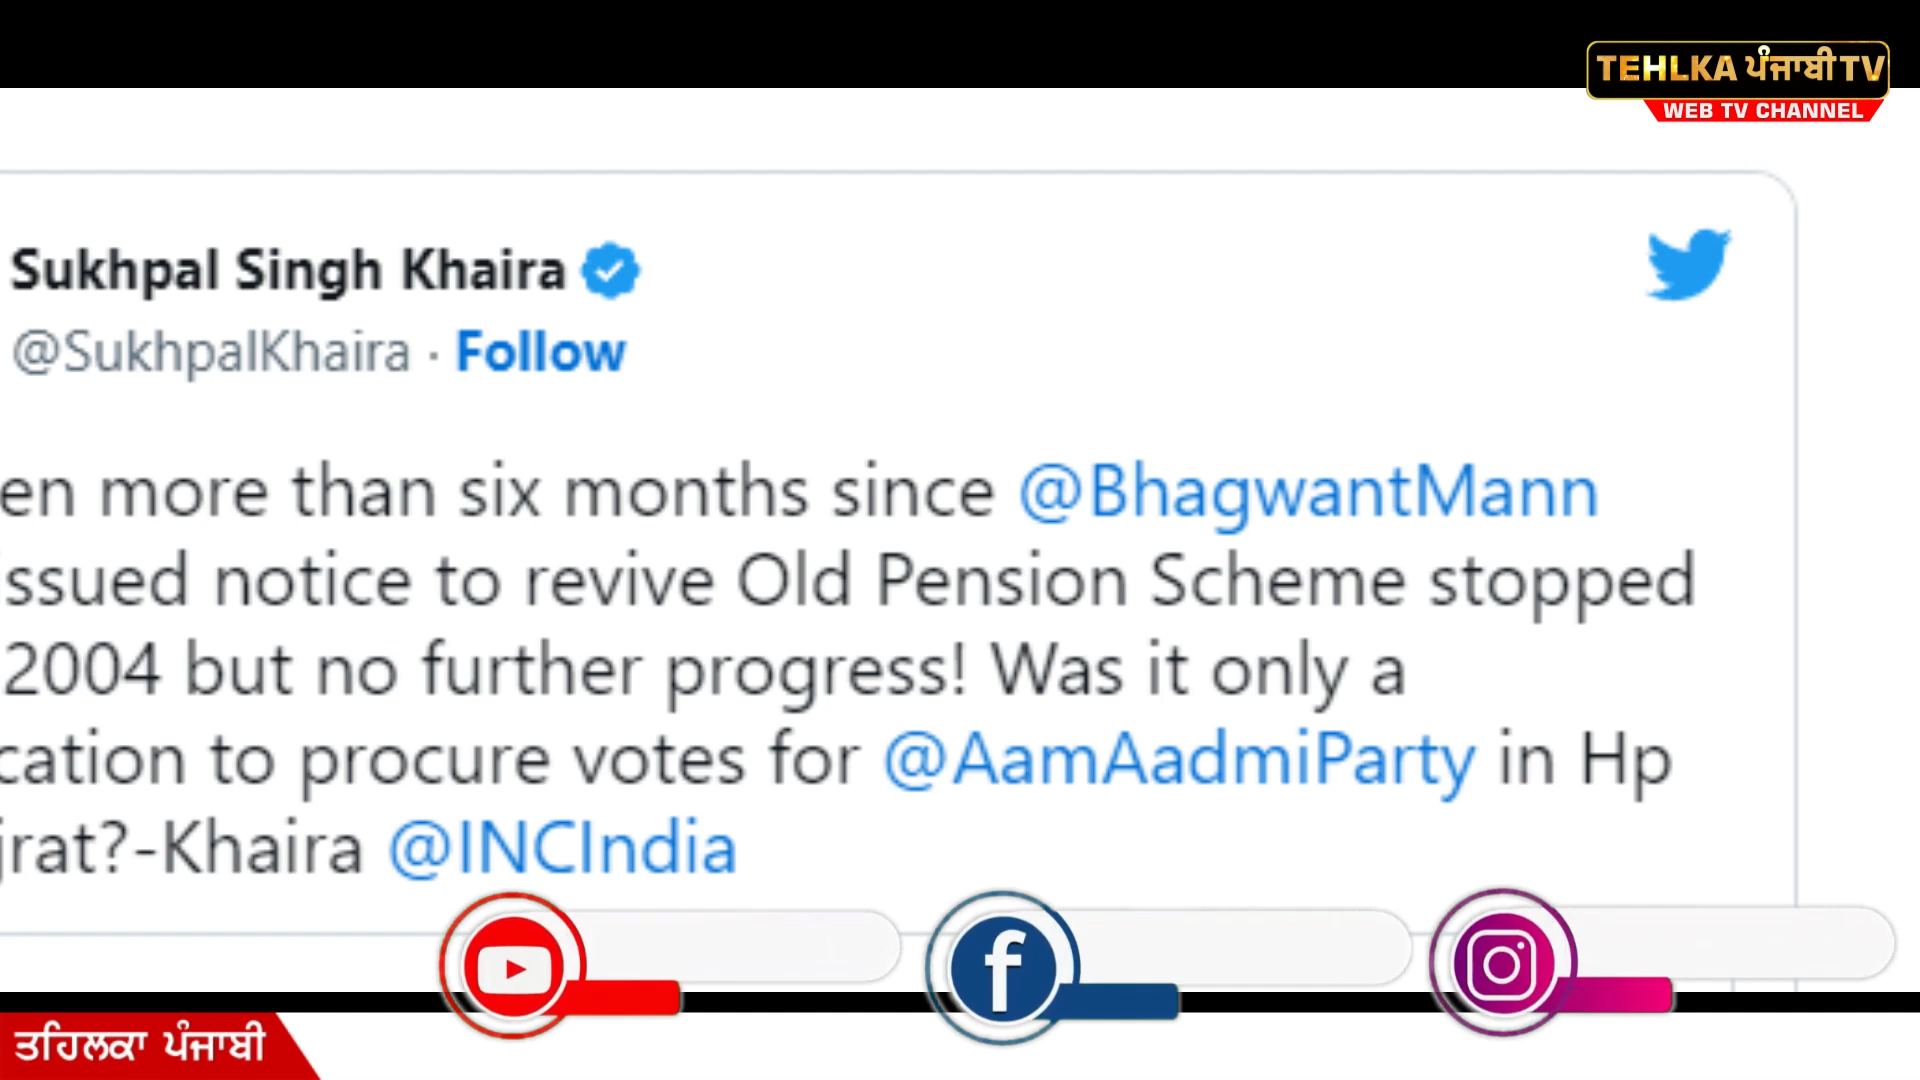 TEHLKA ਪੰਜਾਬੀ TV
WEB TV CHANNEL
Sukhpal Singh Khaira
@SukhpalKhaira · Follow
en more than six months since @BhagwantMann
issued notice to revive Old Pension Scheme stopped
2004 but no further progress! Was it only a
cation to procure votes for @AamAadmiParty in Hp
jrat?-Khaira @INCIndia
ਤਹਿਲਕਾ ਪੰਜਾਬੀ